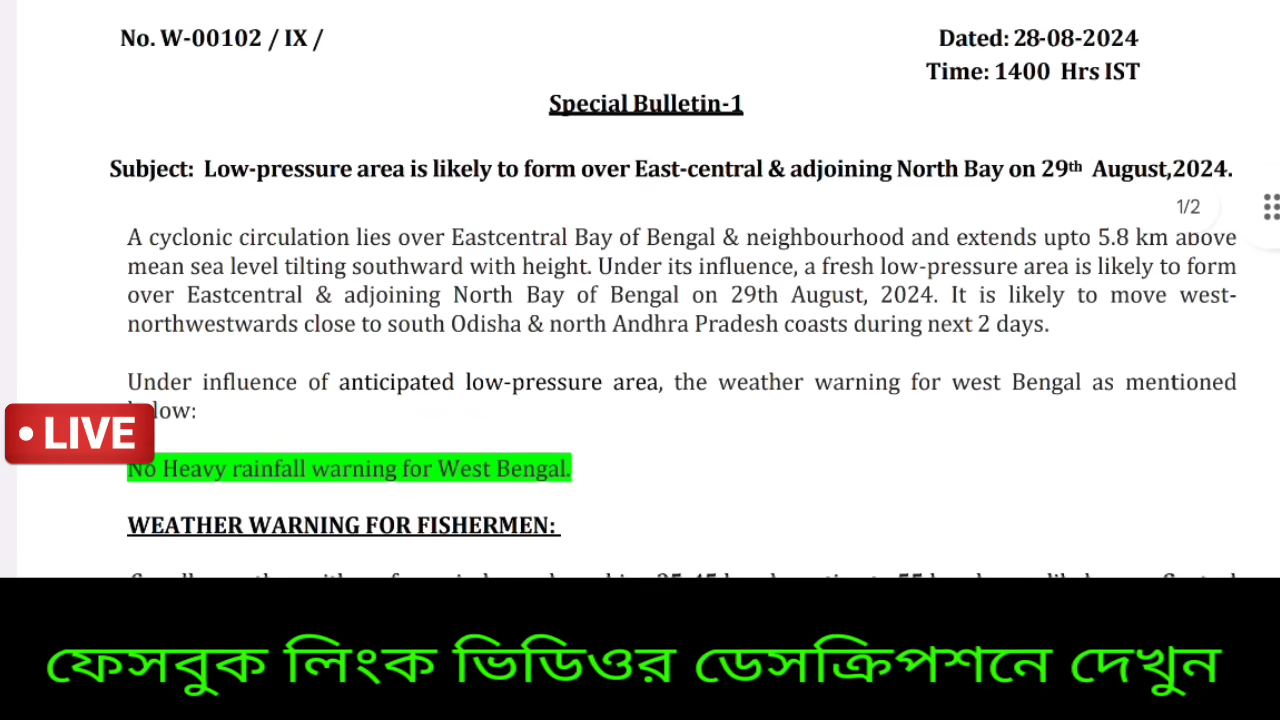 No. W-00102 / IX /
Dated: 28-08-2024
Time: 1400 Hrs IST
Special Bulletin-1
Subject: Low-pressure area is likely to form over East-central & adjoining North Bay on 29th August,2024.
1/2
A cyclonic circulation lies over Eastcentral Bay of Bengal & neighbourhood and extends upto 5.8 km above
mean sea level tilting southward with height. Under its influence, a fresh low-pressure area is likely to form
over Eastcentral & adjoining North Bay of Bengal on 29th August, 2024. It is likely to move west-
northwestwards close to south Odisha & north Andhra Pradesh coasts during next 2 days.
Under influence of anticipated low-pressure area, the weather warning for west Bengal as mentioned
below:
• LIVE
No Heavy rainfall warning for West Bengal.
WEATHER WARNING FOR FISHERMEN:
ফেসবুক লিংক ভিডিওর ডেসক্রিপশনে দেখুন